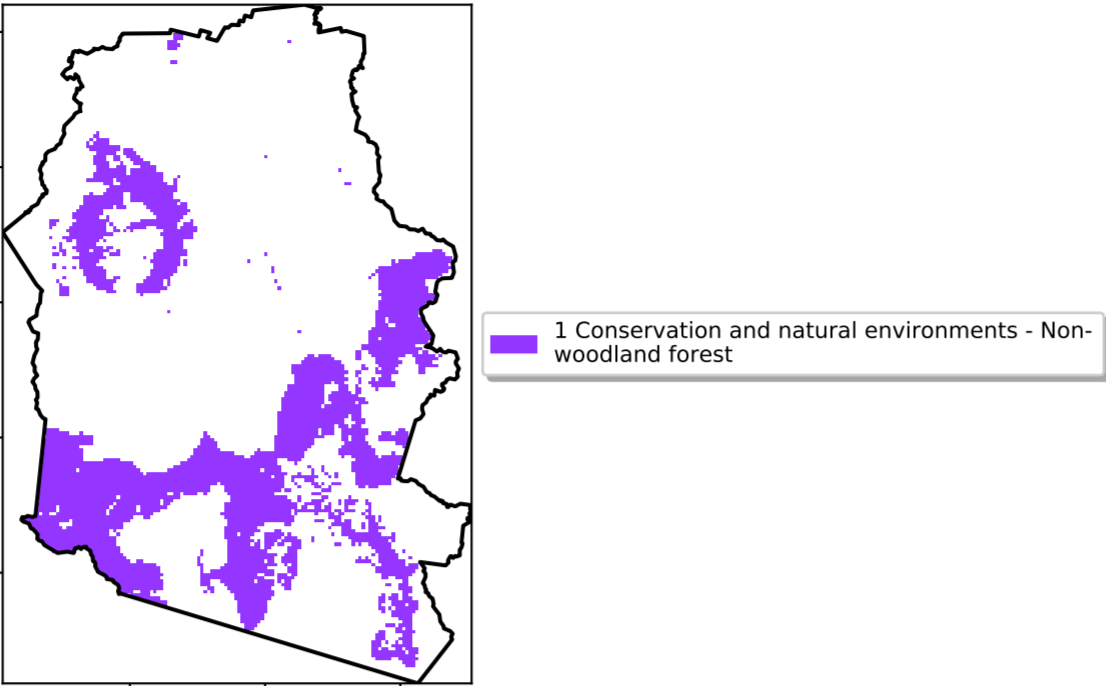 1 Conservation and natural environments - Non-
woodland forest